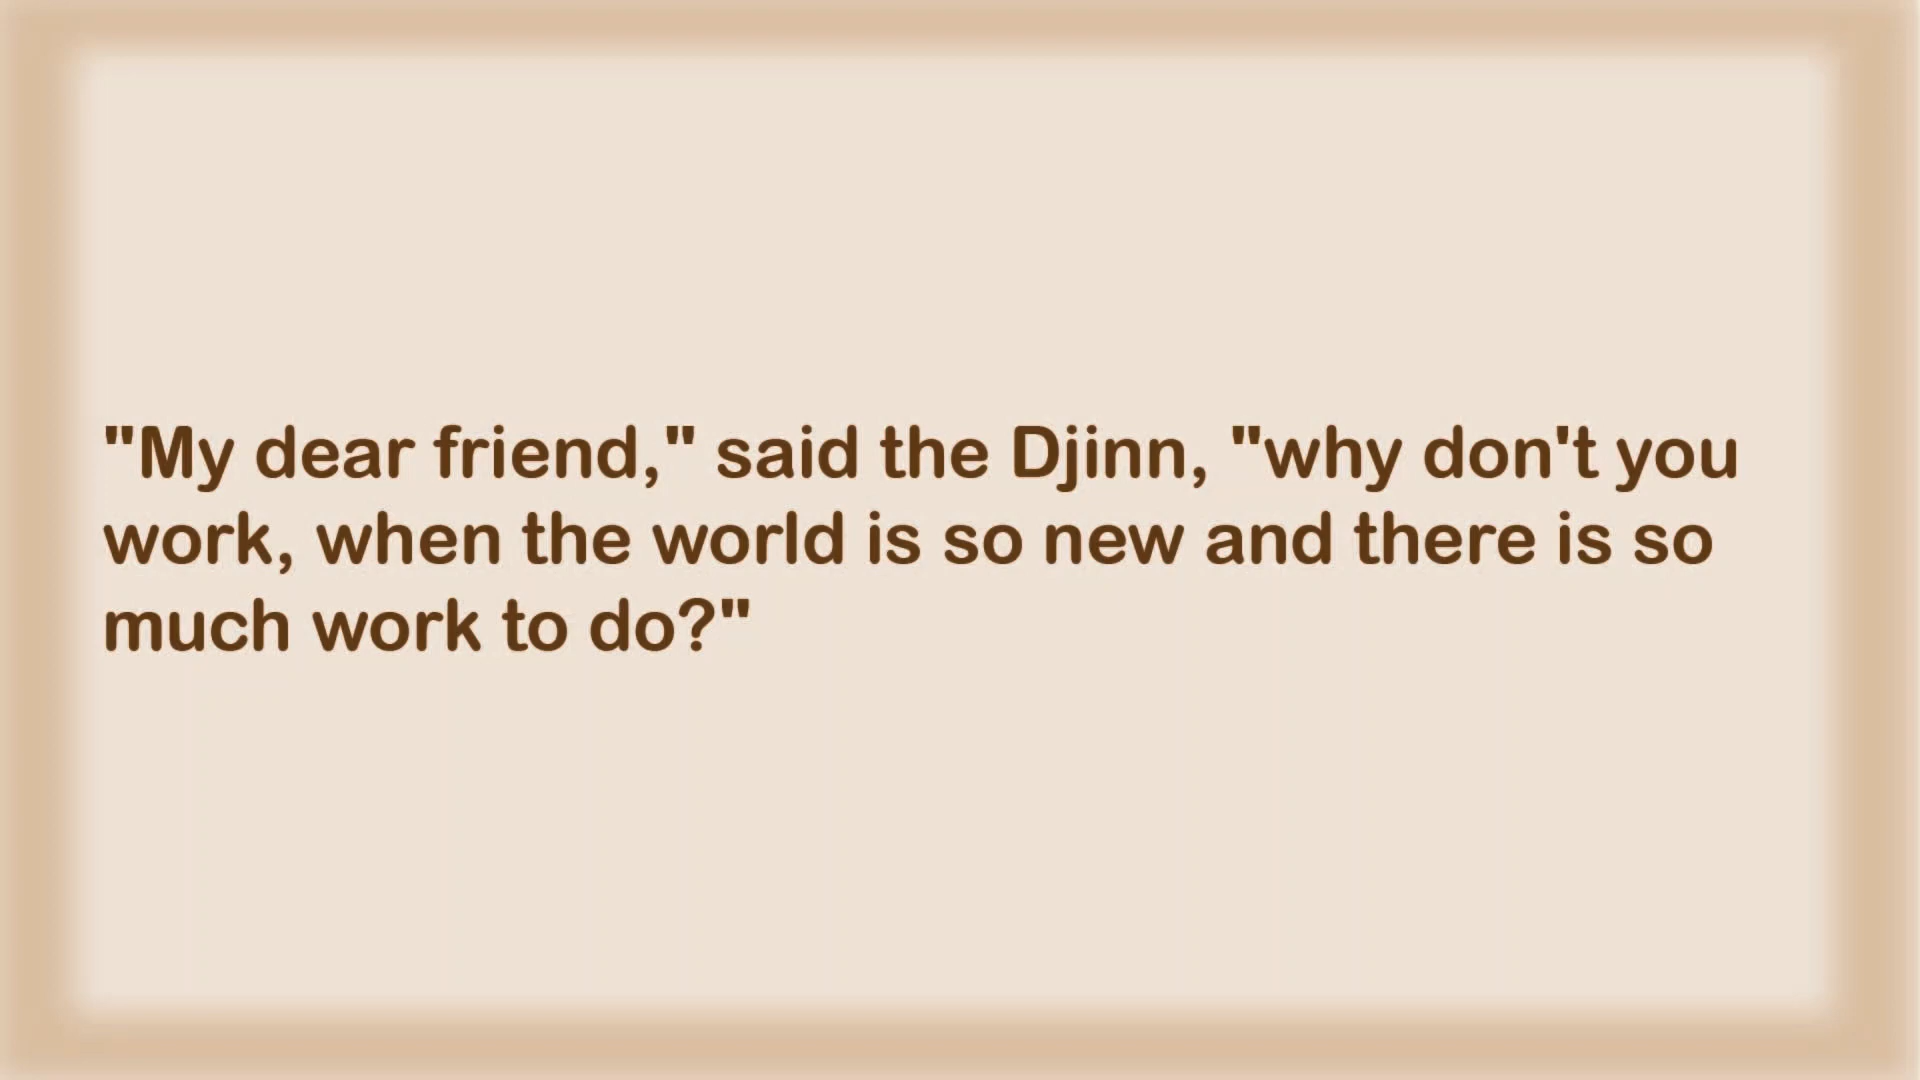 "My dear friend," said the Djinn, "why don't you
work, when the world is so new and there is so
much work to do?"